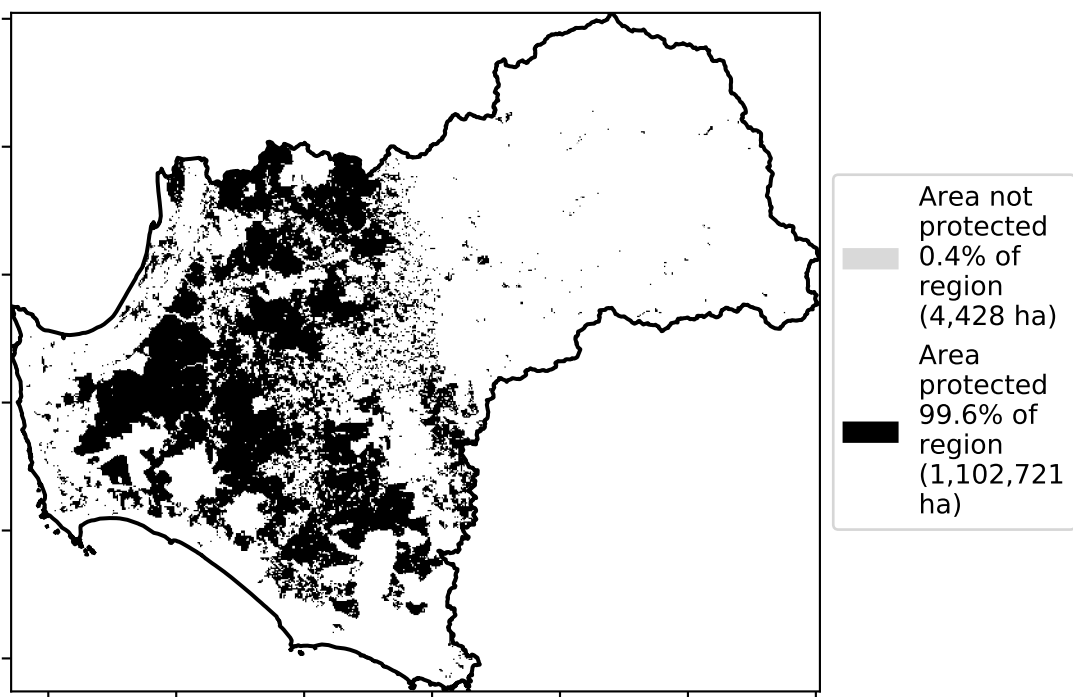 Area not
protected
0.4% of
region
(4,428 ha)
Area
protected
99.6% of
region
(1,102,721
ha)